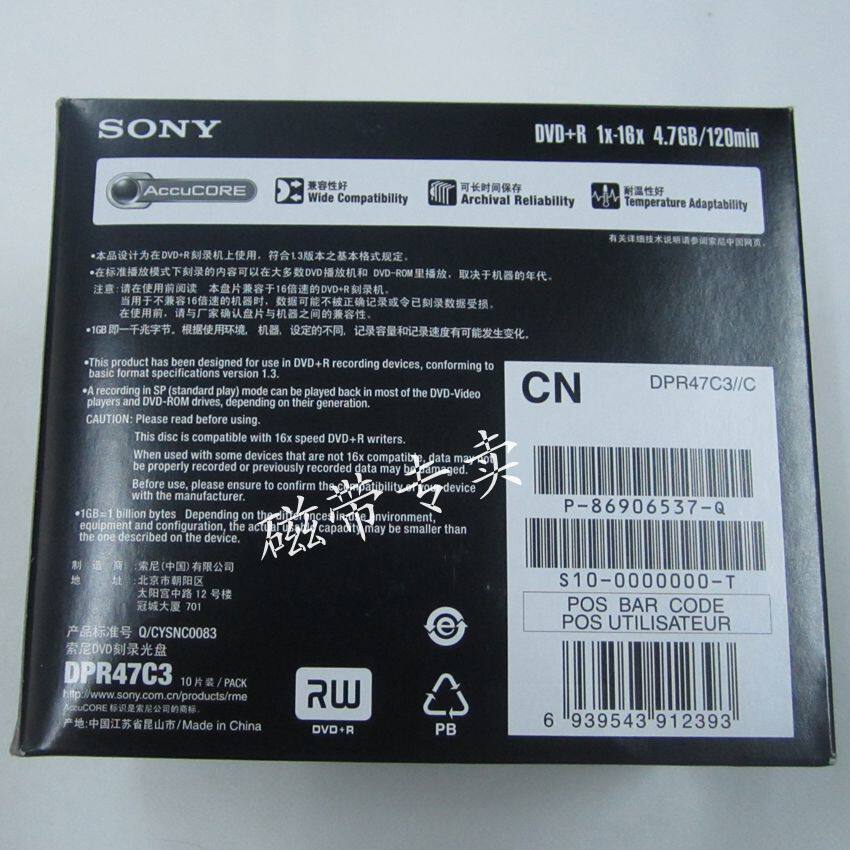 SONY
DVD+R 1x-16x 4.7GB/120min
AccuCORE
兼容性好
Wide Compatibility
可长时间保存
Archival Reliability
耐温性好
Temperature Adaptability
有关详细技术说明请参阅索尼中国网页。
•本品设计为在DVD+R刻录机上使用，符合1.3版本之基本格式规定。
•在标准播放模式下刻录的内容可以在大多数DVD播放机和 DVD-ROM里播放，取决于机器的年代。
注意：请在使用前阅读 本盘片兼容于16倍速的DVD+R刻录机。
当用于不兼容16倍速的机器时，数据可能不被正确记录或令已刻录数据受损。
在使用前，请与厂家确认盘片与机器之间的兼容性。
•1GB即一千兆字节。根据使用环境, 机器, 设定的不同, 记录容量和记录速度有可能发生变化。
•This product has been designed for use in DVD+R recording devices, conforming to
basic format specifications version 1.3.
•A recording in SP (standard play) mode can be played back in most of the DVD-Video
players and DVD-ROM drives, depending on their generation.
CAUTION: Please read before using.
This disc is compatible with 16x speed DVD+R writers.
When used with some devices that are not 16x compatible, data may not
be properly recorded or previously recorded data may be damaged.
Before use, please ensure to confirm the compatibility of your device
with the manufacturer.
•1GB=1 billion bytes Depending on the differences in use environment,
equipment and configuration, the actual usable capacity may be smaller than
the one described on the device.
磁带专卖
制造商：索尼(中国)有限公司
地址：北京市朝阳区
太阳宫中路 12 号楼
冠城大厦 701
产品标准号 Q/CYSNC0083
索尼DVD刻录光盘
DPR47C3 10片装/PACK
http://www.sony.com.cn/products/rme
AccuCORE 标识是索尼公司的商标。
产地:中国江苏省昆山市/Made in China
e
RW
DVD+R
PB
CN
DPR47C3//C
P-86906537-Q
S10-0000000-T
POS BAR CODE
POS UTILISATEUR
6 939543 912393